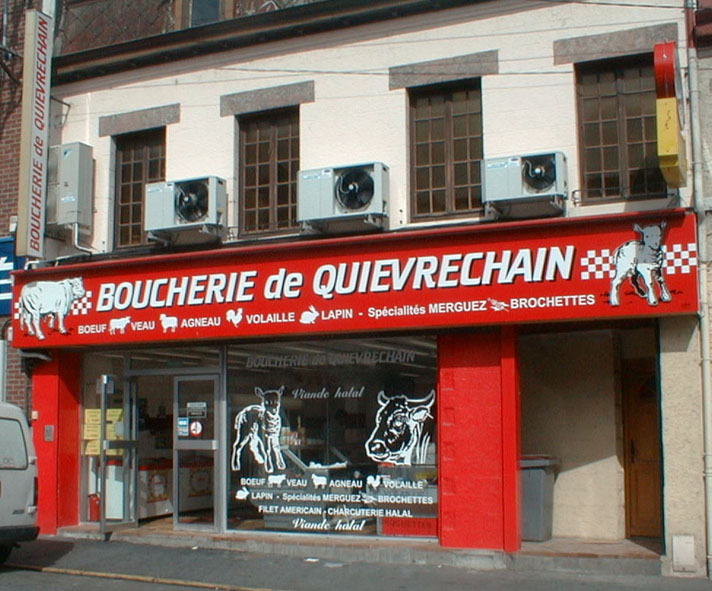 BOUCHERIE de QUIEVRECHAIN
BOUCHERIE de QUIEVRECHAIN
BOEUF VEAU AGNEAU VOLAILLE LAPIN - Spécialités MERGUEZ BROCHETTES
BOUCHERIE de QUIEVRECHAIN
Viande halal
BOEUF VEAU AGNEAU VOLAILLE
LAPIN - Spécialités MERGUEZ BROCHETTES
FILET AMERICAIN - CHARCUTERIE HALAL
Viande halal